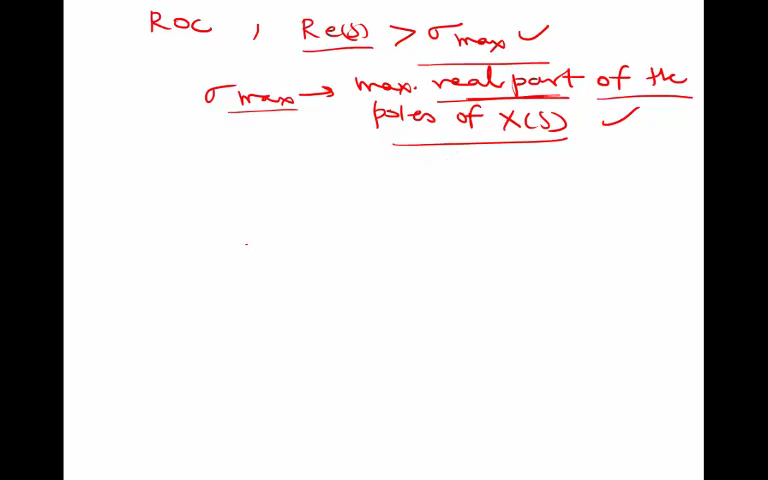 ROC , Re(S) > σmax ✓
σmax → max. real part of the
poles of X(S) ✓